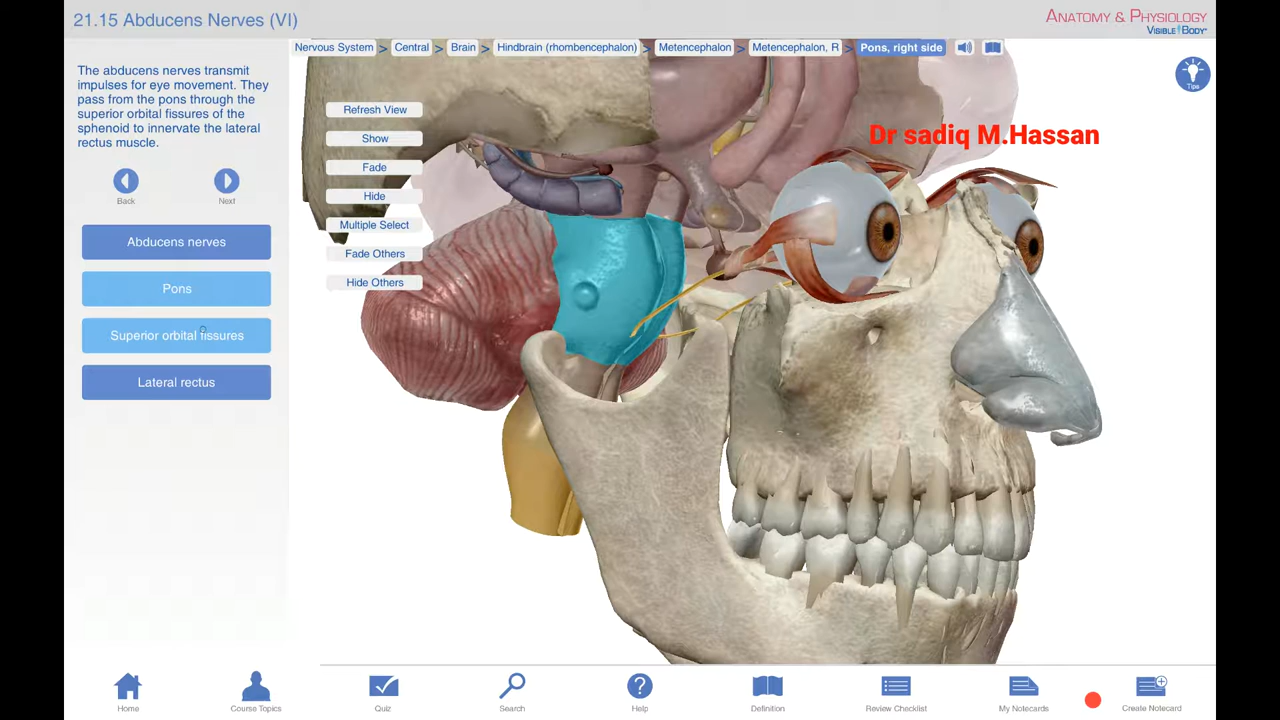 21.15 Abducens Nerves (VI)
ANATOMY & PHYSIOLOGY
VISIBLE BODY
Nervous System > Central > Brain > Hindbrain (rhombencephalon) > Metencephalon > Metencephalon, R > Pons, right side
The abducens nerves transmit
impulses for eye movement. They
pass from the pons through the
superior orbital fissures of the
sphenoid to innervate the lateral
rectus muscle.
Back
Next
Abducens nerves
Pons
Superior orbital fissures
Lateral rectus
Refresh View
Show
Fade
Hide
Multiple Select
Fade Others
Hide Others
Tips
Dr sadiq M.Hassan
Home
Course Topics
Quiz
Search
Help
Definition
Review Checklist
My Notecards
Create Notecard